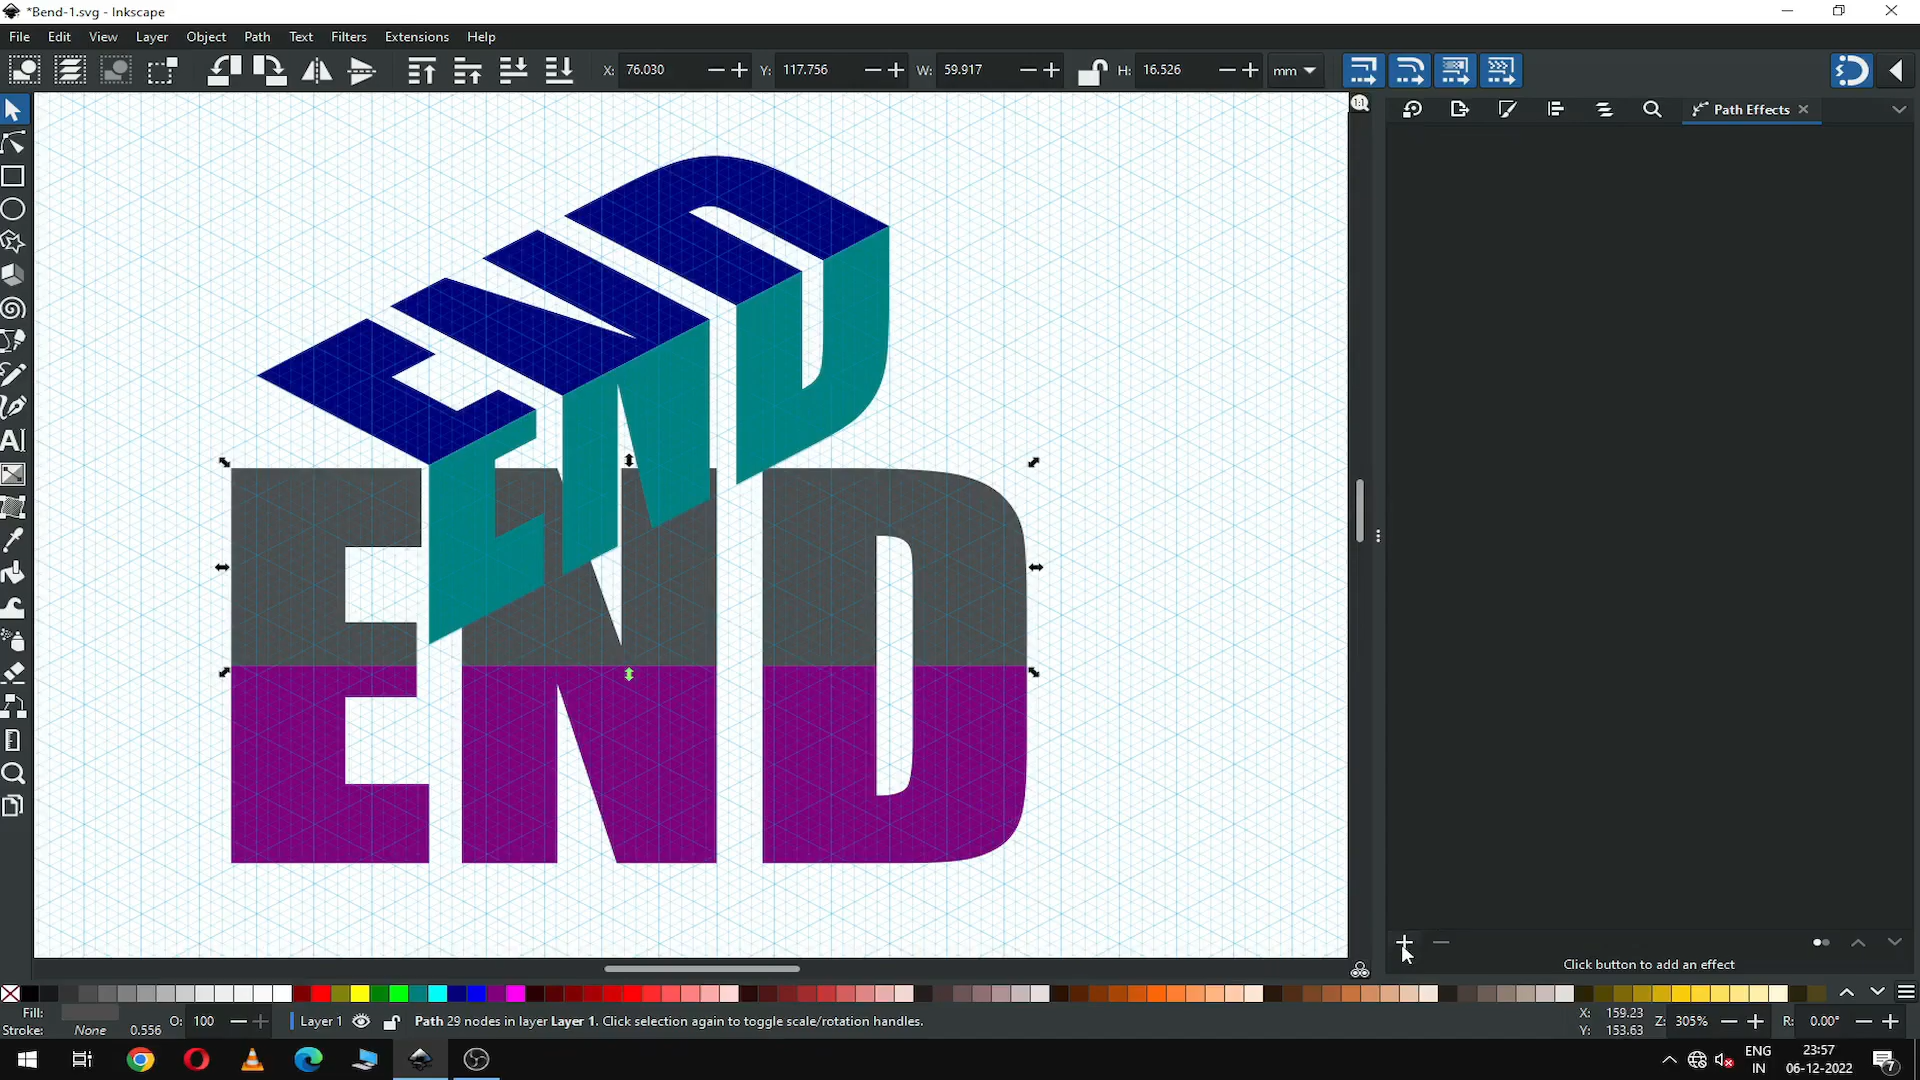 *Bend-1.svg - Inkscape
File Edit View Layer Object Path Text Filters Extensions Help
X: 76.030 Y: 117.756 W: 59.917 H: 16.526 mm
1:1
Path Effects
END
END
Click button to add an effect
Fill:
Stroke: None 0.556 O: 100 Layer 1 Path 29 nodes in layer Layer 1. Click selection again to toggle scale/rotation handles. X: 159.23 Y: 153.63 Z: 305% R: 0.00°
ENG
IN
23:57
06-12-2022
7